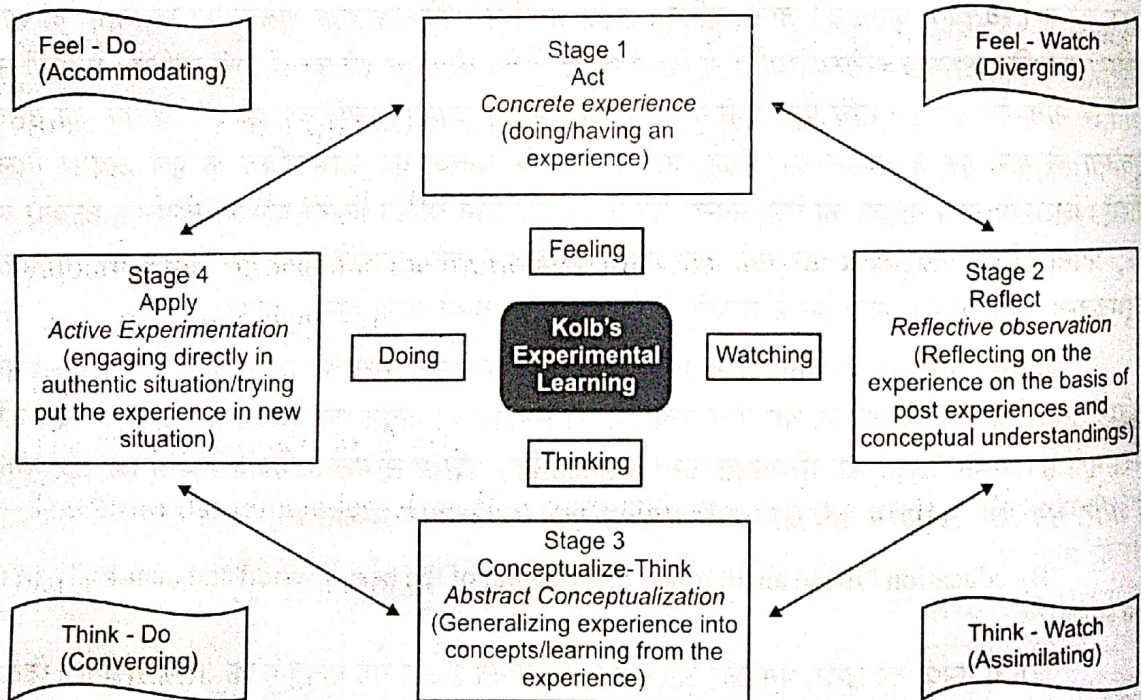 Feel - Do
(Accommodating)
Stage 1
Act
Concrete experience
(doing/having an
experience)
Feel - Watch
(Diverging)
Feeling
Stage 4
Apply
Active Experimentation
(engaging directly in
authentic situation/trying
put the experience in new
situation)
Doing
Kolb's
Experimental
Learning
Watching
Stage 2
Reflect
Reflective observation
(Reflecting on the
experience on the basis of
post experiences and
conceptual understandings)
Thinking
Stage 3
Conceptualize-Think
Abstract Conceptualization
(Generalizing experience into
concepts/learning from the
experience)
Think - Do
(Converging)
Think - Watch
(Assimilating)